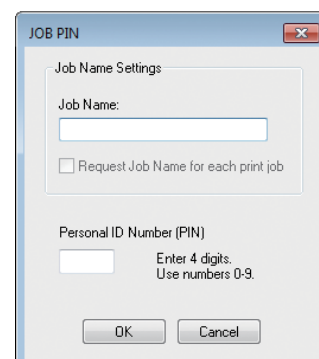 JOB PIN
Job Name Settings
Job Name:
Request Job Name for each print job
Personal ID Number (PIN)
Enter 4 digits.
Use numbers 0-9.
OK
Cancel